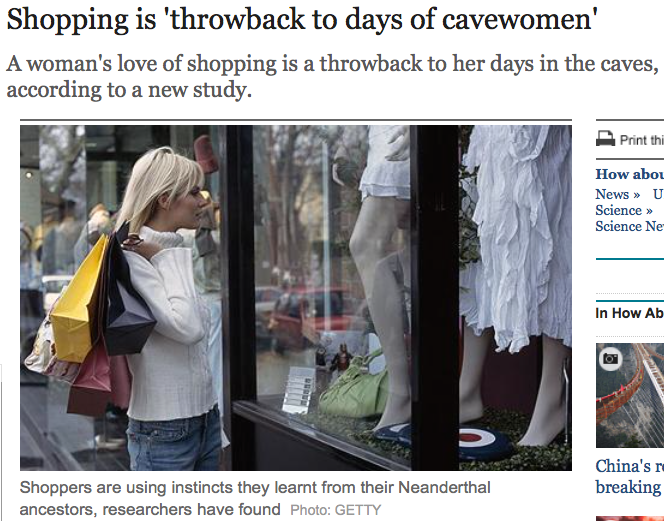 Shopping is 'throwback to days of cavewomen'
A woman's love of shopping is a throwback to her days in the caves,
according to a new study.
Print thi
How abou
News » U
Science »
Science Ne
In How Ab
China's r
breaking
Shoppers are using instincts they learnt from their Neanderthal
ancestors, researchers have found Photo: GETTY